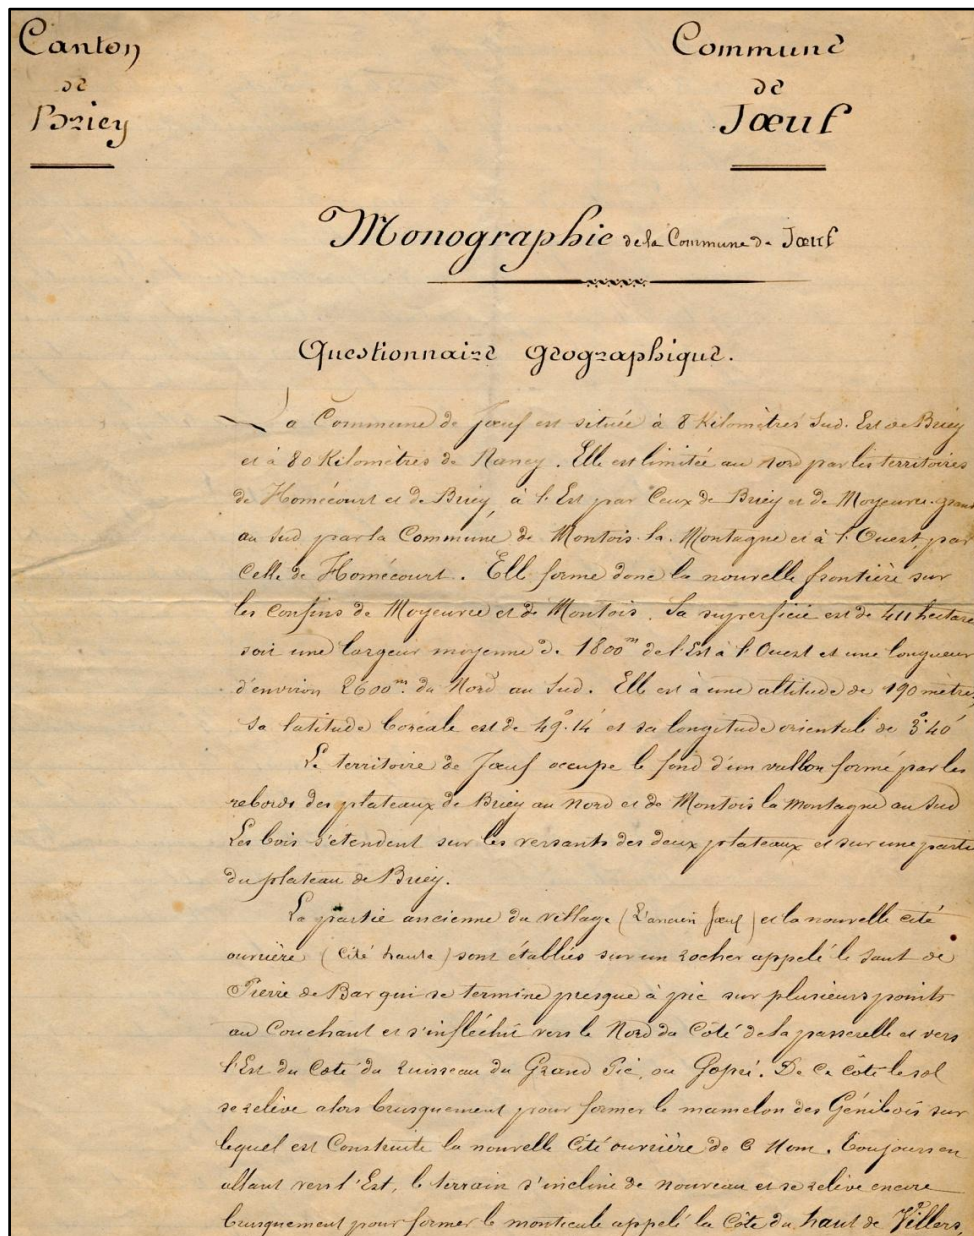 Canton
de
Briey
Commune
de
Jœuf
Monographie de la Commune de Jœuf
Questionnaire Géographique.
La Commune de Jœuf est située à 8 Kilomètres Sud. Est de Briey
et à 80 Kilomètres de Nancy. Elle est limitée au Nord par les territoires
de Homécourt et de Briey, à l'Est par Ceux de Briey et de Moyeuvre-grande
au Sud par la Commune de Montois-la-Montagne et à l'Ouest, par
Celle de Homécourt. Ell forme donc la nouvelle frontière sur
les confins de Moyeuvre et de Montois. Sa superficie est de 411 hectares
soit une largeur moyenne de 1800m de l'Est à l'Ouest et une longueur
d'environ 2600m. du Nord au Sud. Elle est à une altitude de 190 mètres,
sa latitude boréale est de 49°.14' et sa longitude orientale de 3°40'
Le territoire de Jœuf occupe le fond d'un vallon formé par les
rebords des plateaux de Briey au Nord et de Montois la Montagne au Sud
Les bois s'étendent sur les versants des deux plateaux et sur une partie
du plateau de Briey.
La partie ancienne du village (L'ancien Jœuf) et la nouvelle cité
ouvrière (Cité haute) sont établies sur un rocher appelé le Saut de
Pierre de Bar qui se termine presque à pic sur plusieurs points
au Couchant et s'infléchit vers le Nord du Côté de la passerelle et vers
l'Est du Côté du ruisseau du Grand Pié, ou Gopré. De Ce côté le sol
se relève alors brusquement pour former le mamelon des Génibois sur
lequel est Construite la nouvelle Cité ouvrière de C Nom. Toujours en
allant vers l'Est, le terrain s'incline de nouveau et se relève encore
brusquement pour former le monticule appelé la Côte du haut de Villers,